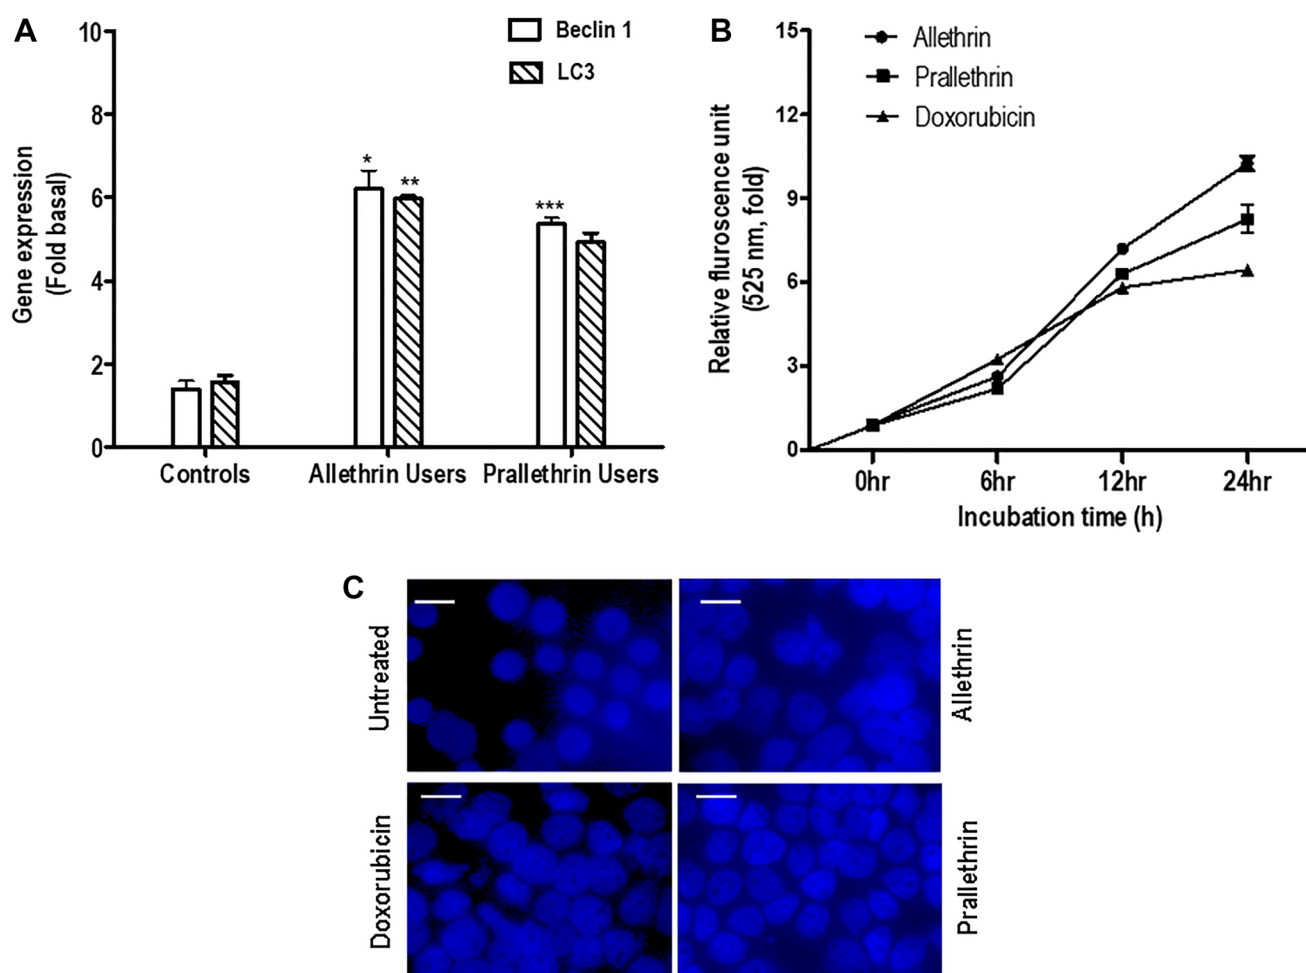 A
Beclin 1
LC3
Gene expression
(Fold basal)
10
8
6
4
2
0
*
**
***
Controls
Allethrin Users
Prallethrin Users
B
Allethrin
Prallethrin
Doxorubicin
Relative fluroscence unit
(525 nm, fold)
15
12
9
6
3
0
0hr
6hr
12hr
24hr
Incubation time (h)
C
Untreated
Allethrin
Doxorubicin
Prallethrin